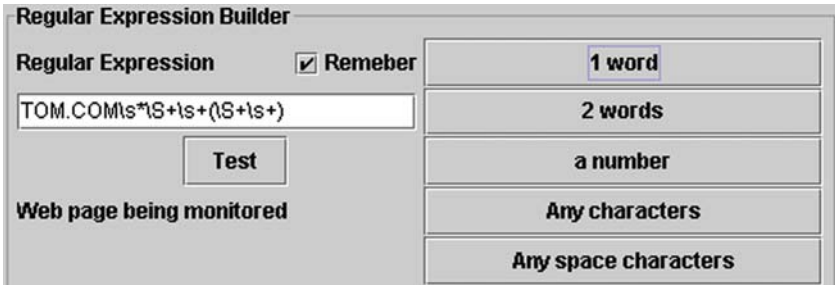 Regular Expression Builder
Regular Expression Remeber 1 word
TOM.COM\s*\S+\s+(\S+\s+) 2 words
Test a number
Web page being monitored Any characters
Any space characters